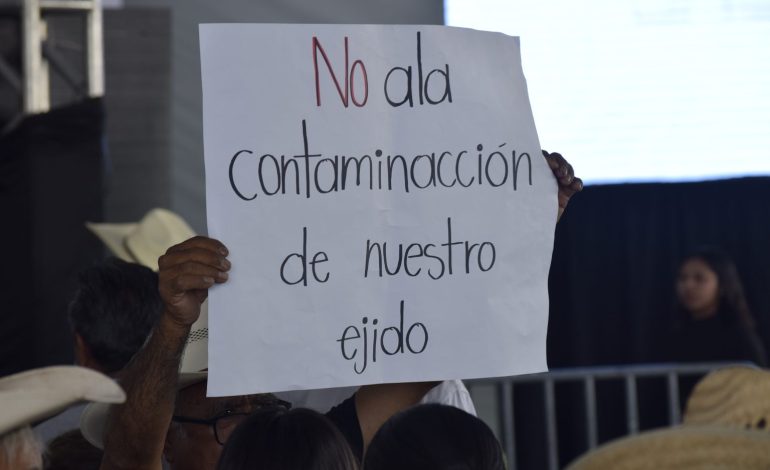 No ala
contaminacción
de nuestro
ejido